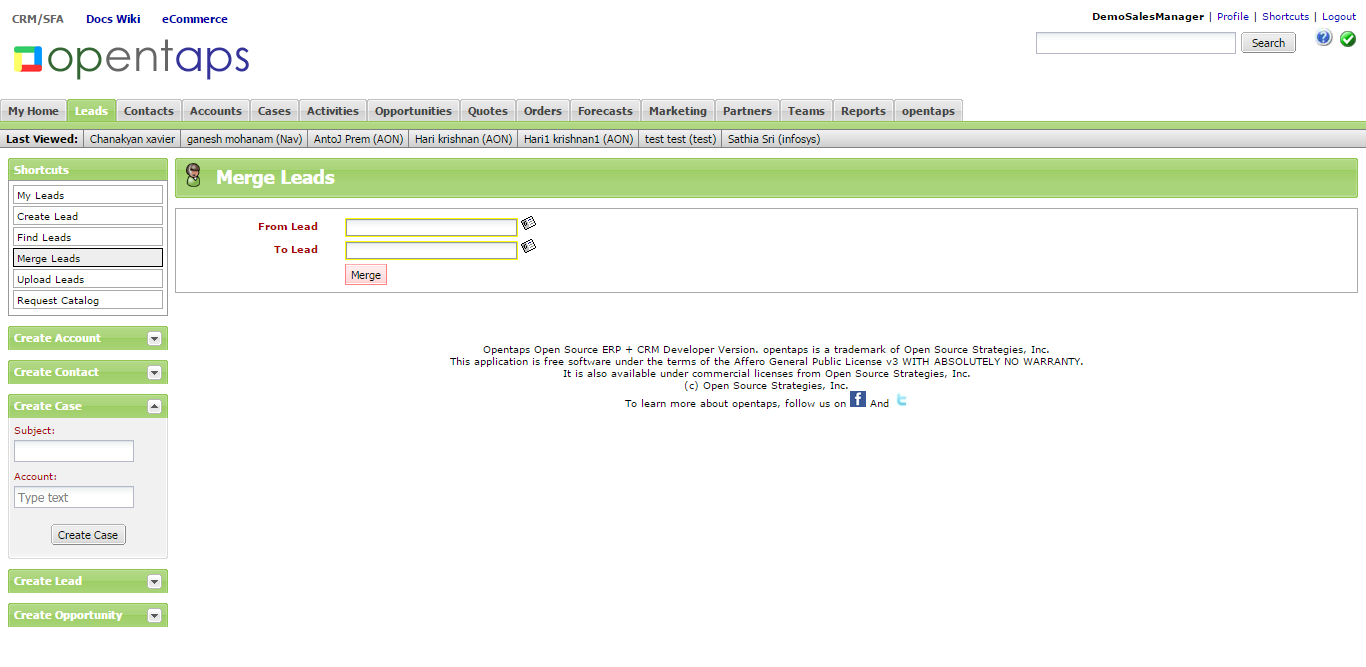 CRM/SFA Docs Wiki eCommerce
DemoSalesManager | Profile | Shortcuts | Logout
opentaps
Search
My Home Leads Contacts Accounts Cases Activities Opportunities Quotes Orders Forecasts Marketing Partners Teams Reports opentaps
Last Viewed: Chanakyan xavier ganesh mohanam (Nav) AntoJ Prem (AON) Hari krishnan (AON) Hari1 krishnan1 (AON) test test (test) Sathia Sri (infosys)
Shortcuts
My Leads
Create Lead
Find Leads
Merge Leads
Upload Leads
Request Catalog
Create Account
Create Contact
Create Case
Subject:
Account:
Type text
Create Case
Create Lead
Create Opportunity
Merge Leads
From Lead
To Lead
Merge
Opentaps Open Source ERP + CRM Developer Version. opentaps is a trademark of Open Source Strategies, Inc.
This application is free software under the terms of the Affero General Public License v3 WITH ABSOLUTELY NO WARRANTY.
It is also available under commercial licenses from Open Source Strategies, Inc.
(c) Open Source Strategies, Inc.
To learn more about opentaps, follow us on f And t